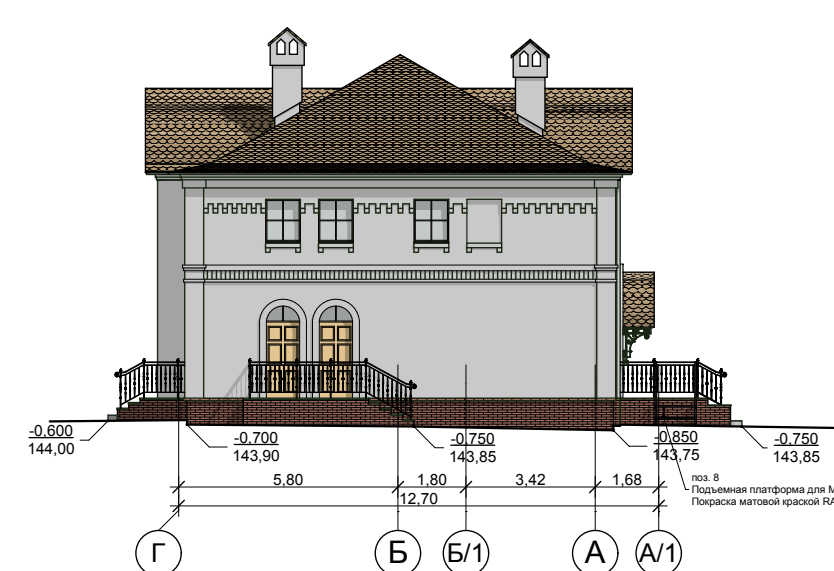 -0,600
144,00
-0,700
143,90
-0,750
143,85
-0,850
143,75
-0,750
143,85
поз. 8
Подъемная платформа для М
Покраска матовой краской RA
5,80
1,80
3,42
1,68
12,70
Г
Б
Б/1
А
А/1